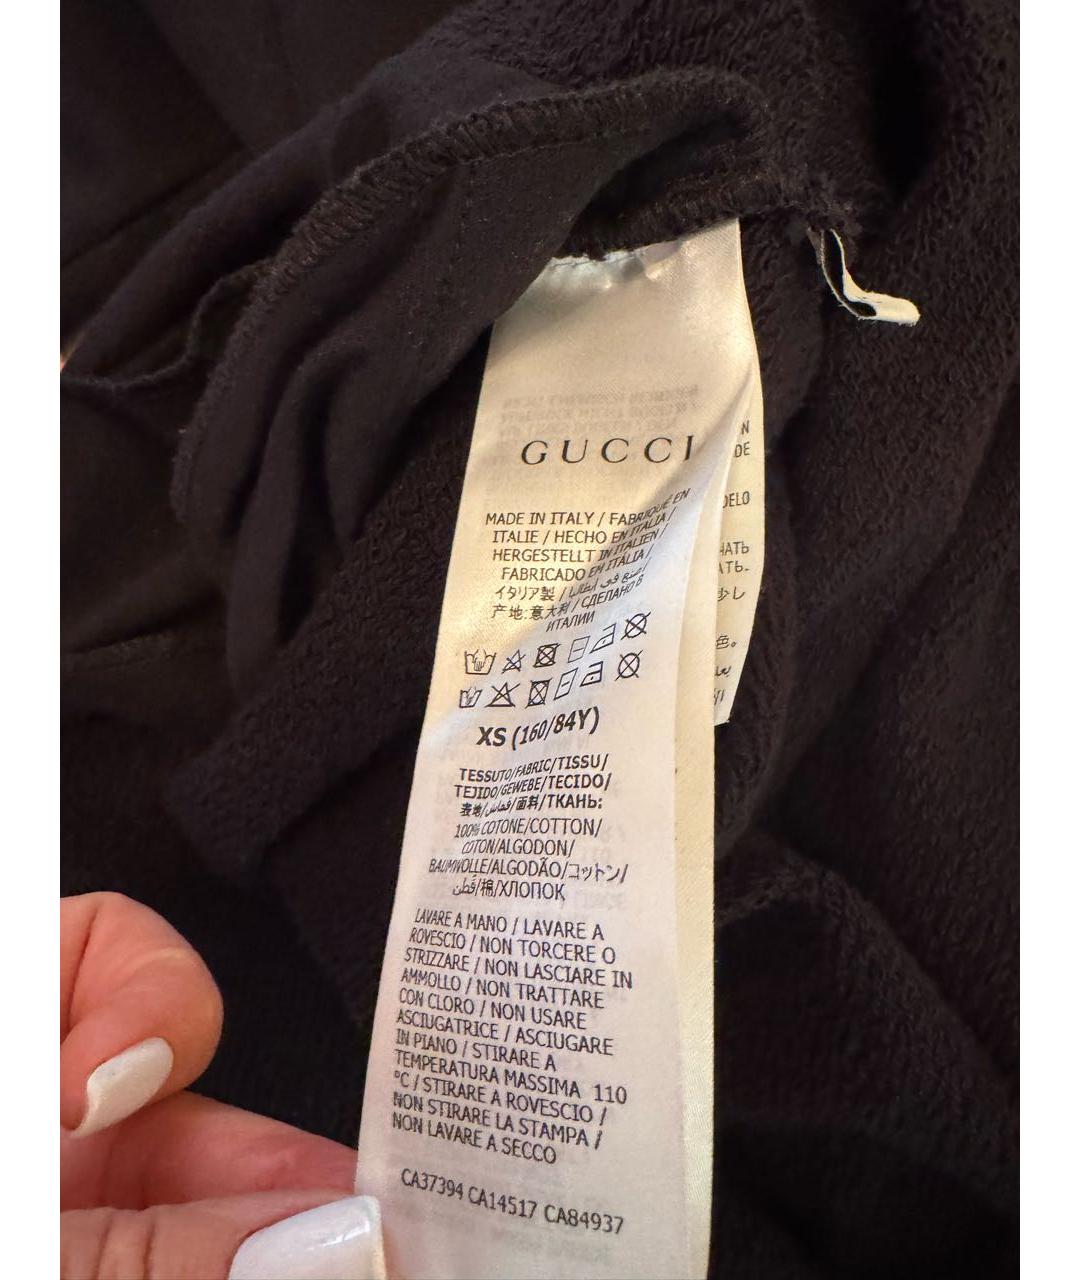 GUCCI
MADE IN ITALY / FABRIQUÉ EN
ITALIE / HECHO EN ITALIA /
HERGESTELLT IN ITALIEN /
FABRICADO EM ITÁLIA /
イタリア製 / صنع في ايطاليا /
产地:意大利 / СДЕЛАНО В
ИТАЛИИ
XS (160/84Y)
TESSUTO/FABRIC/TISSU/
TEJIDO/GEWEBE/TECIDO/
表地/قماش/面料/ТКАНЬ:
100% COTONE/COTTON/
COTON/ALGODON/
BAUMWOLLE/ALGODÃO/コットン/
قطن/棉/ХЛОПОК
LAVARE A MANO / LAVARE A
ROVESCIO / NON TORCERE O
STRIZZARE / NON LASCIARE IN
AMMOLLO / NON TRATTARE
CON CLORO / NON USARE
ASCIUGATRICE / ASCIUGARE
IN PIANO / STIRARE A
TEMPERATURA MASSIMA 110
°C / STIRARE A ROVESCIO /
NON STIRARE LA STAMPA /
NON LAVARE A SECCO
CA37394 CA14517 CA84937